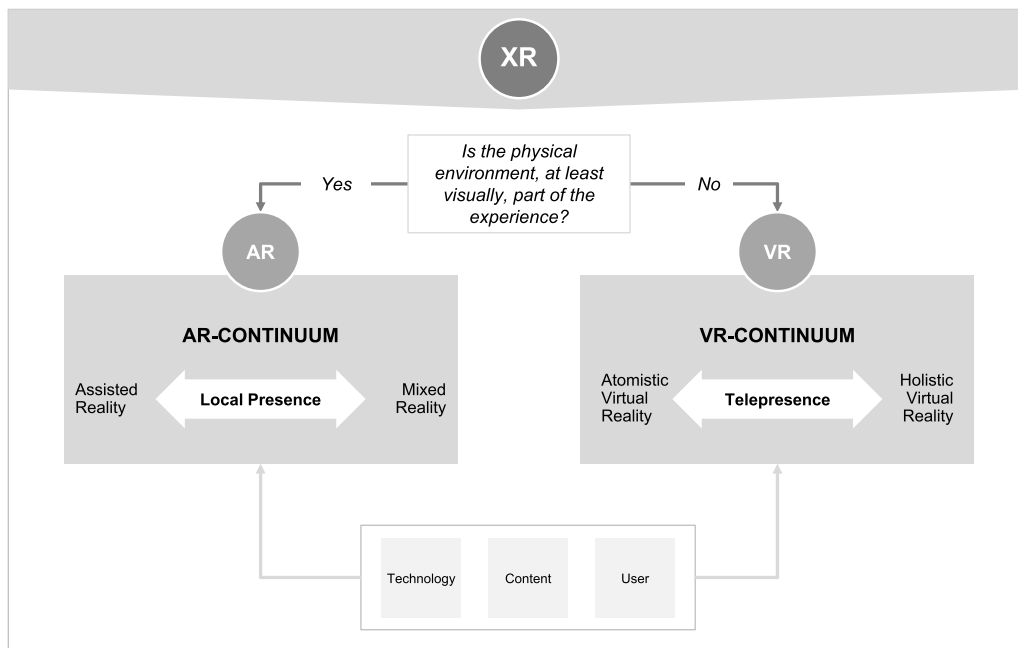 XR
Is the physical
environment, at least
visually, part of the
experience?
Yes
No
AR
VR
AR-CONTINUUM
Assisted
Reality
Local Presence
Mixed
Reality
VR-CONTINUUM
Atomistic
Virtual
Reality
Telepresence
Holistic
Virtual
Reality
Technology
Content
User